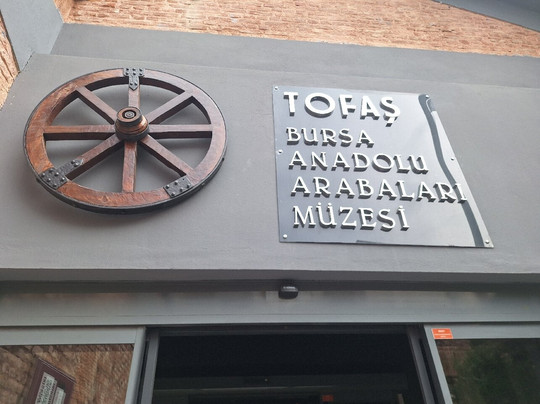 TOFAŞ
BURSA
ANADOLU
ARABALARI
MÜZESİ